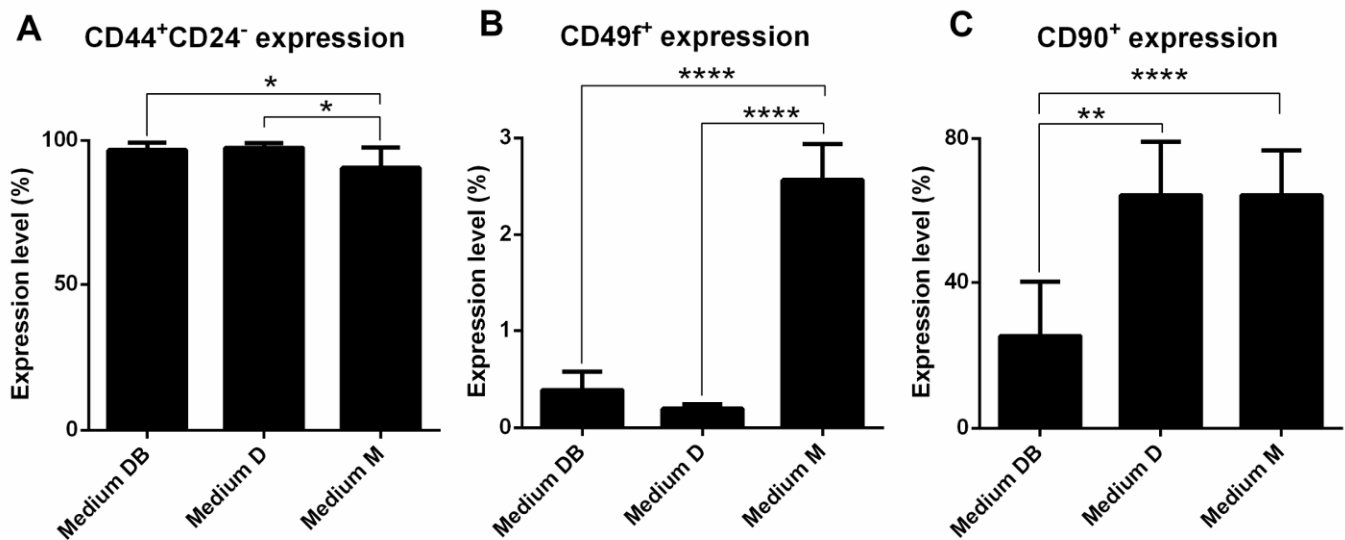 A
CD44⁺CD24⁻ expression
*
*
Expression level (%)
100
50
0
Medium DB
Medium D
Medium M
B
CD49f⁺ expression
****
****
Expression level (%)
3
2
1
0
Medium DB
Medium D
Medium M
C
CD90⁺ expression
****
**
Expression level (%)
80
40
0
Medium DB
Medium D
Medium M